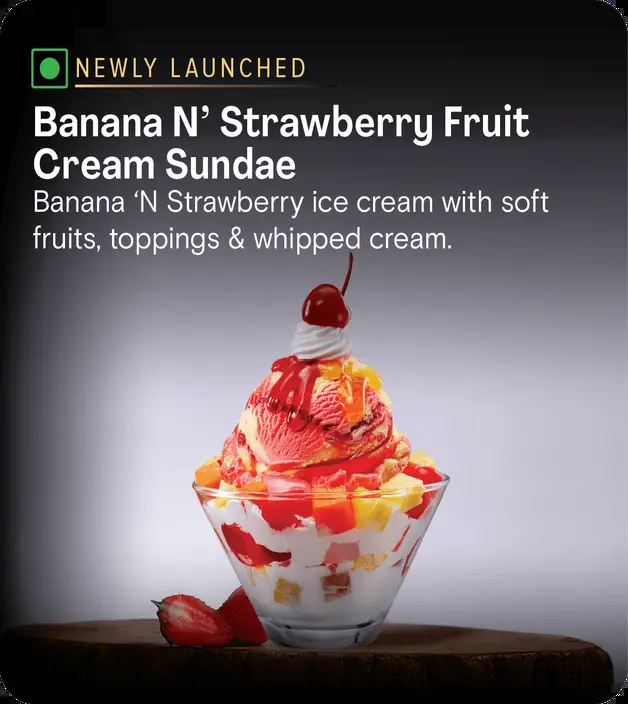 NEWLY LAUNCHED
Banana N’ Strawberry Fruit
Cream Sundae
Banana ‘N Strawberry ice cream with soft
fruits, toppings & whipped cream.